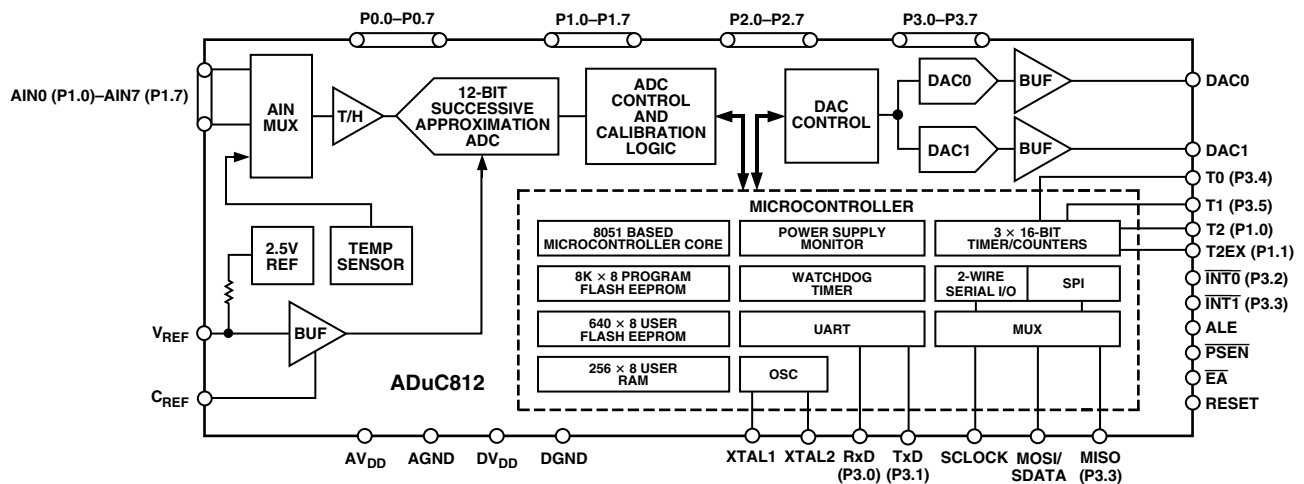 P0.0–P0.7
P1.0–P1.7
P2.0–P2.7
P3.0–P3.7
AIN0 (P1.0)–AIN7 (P1.7)
AIN
MUX
T/H
12-BIT
SUCCESSIVE
APPROXIMATION
ADC
ADC
CONTROL
AND
CALIBRATION
LOGIC
DAC
CONTROL
DAC0
BUF
DAC0
DAC1
BUF
DAC1
T0 (P3.4)
T1 (P3.5)
T2 (P1.0)
T2EX (P1.1)
INT0 (P3.2)
INT1 (P3.3)
ALE
PSEN
EA
RESET
2.5V
REF
TEMP
SENSOR
VREF
BUF
CREF
ADuC812
MICROCONTROLLER
8051 BASED
MICROCONTROLLER CORE
POWER SUPPLY
MONITOR
3 × 16-BIT
TIMER/COUNTERS
8K × 8 PROGRAM
FLASH EEPROM
WATCHDOG
TIMER
2-WIRE
SERIAL I/O
SPI
640 × 8 USER
FLASH EEPROM
UART
MUX
256 × 8 USER
RAM
OSC
AVDD
AGND
DVDD
DGND
XTAL1
XTAL2
RxD
(P3.0)
TxD
(P3.1)
SCLOCK
MOSI/
SDATA
MISO
(P3.3)